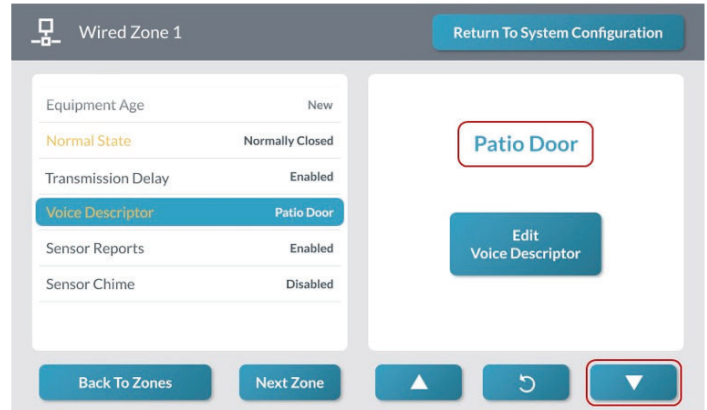 Wired Zone 1
Return To System Configuration
Equipment Age New
Normal State Normally Closed
Transmission Delay Enabled
Voice Descriptor Patio Door
Sensor Reports Enabled
Sensor Chime Disabled
Patio Door
Edit
Voice Descriptor
Back To Zones
Next Zone